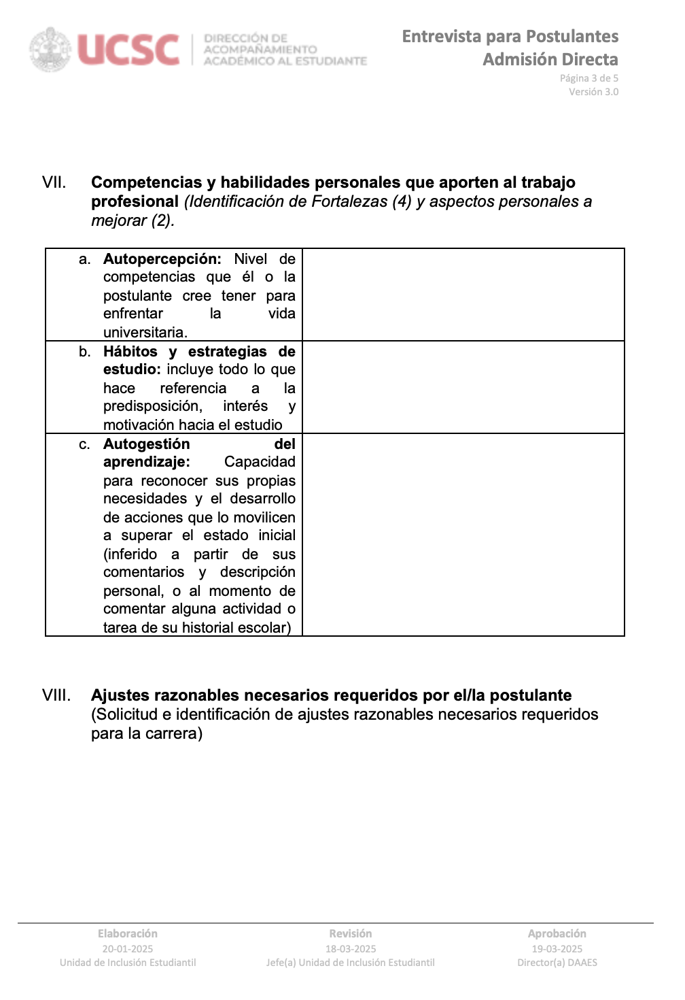 UCSC
DIRECCIÓN DE
ACOMPAÑAMIENTO
ACADÉMICO AL ESTUDIANTE
Entrevista para Postulantes
Admisión Directa
Página 3 de 5
Versión 3.0
VII. Competencias y habilidades personales que aporten al trabajo
profesional (Identificación de Fortalezas (4) y aspectos personales a
mejorar (2).
a. Autopercepción: Nivel de
competencias que él o la
postulante cree tener para
enfrentar la vida
universitaria.
b. Hábitos y estrategias de
estudio: incluye todo lo que
hace referencia a la
predisposición, interés y
motivación hacia el estudio
c. Autogestión del
aprendizaje: Capacidad
para reconocer sus propias
necesidades y el desarrollo
de acciones que lo movilicen
a superar el estado inicial
(inferido a partir de sus
comentarios y descripción
personal, o al momento de
comentar alguna actividad o
tarea de su historial escolar)
VIII. Ajustes razonables necesarios requeridos por el/la postulante
(Solicitud e identificación de ajustes razonables necesarios requeridos
para la carrera)
Elaboración
20-01-2025
Unidad de Inclusión Estudiantil
Revisión
18-03-2025
Jefe(a) Unidad de Inclusión Estudiantil
Aprobación
19-03-2025
Director(a) DAAES